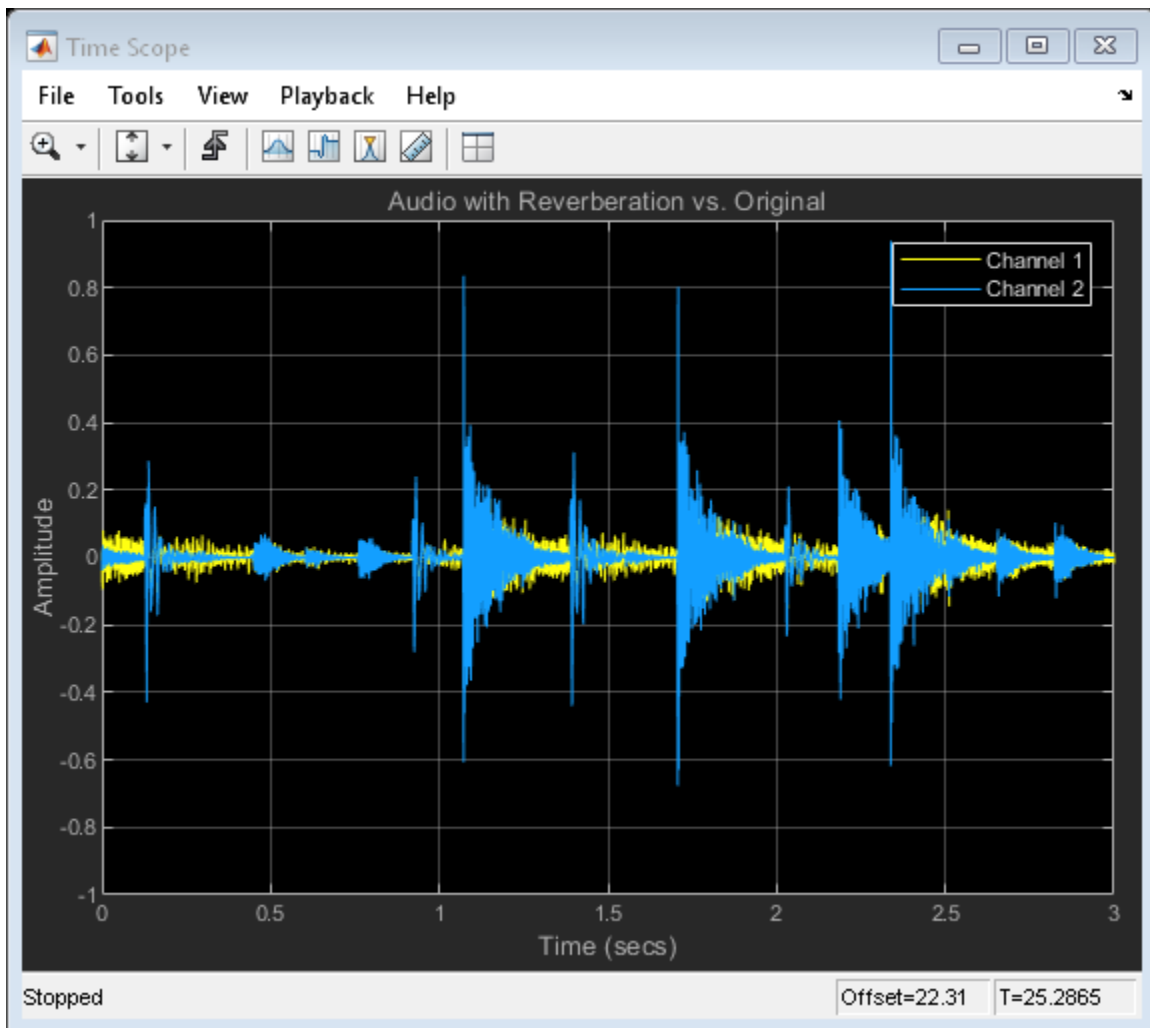 Time Scope
File Tools View Playback Help
Audio with Reverberation vs. Original
Channel 1
Channel 2
Amplitude
1
0.8
0.6
0.4
0.2
0
-0.2
-0.4
-0.6
-0.8
-1
0 0.5 1 1.5 2 2.5 3
Time (secs)
Stopped Offset=22.31 T=25.2865